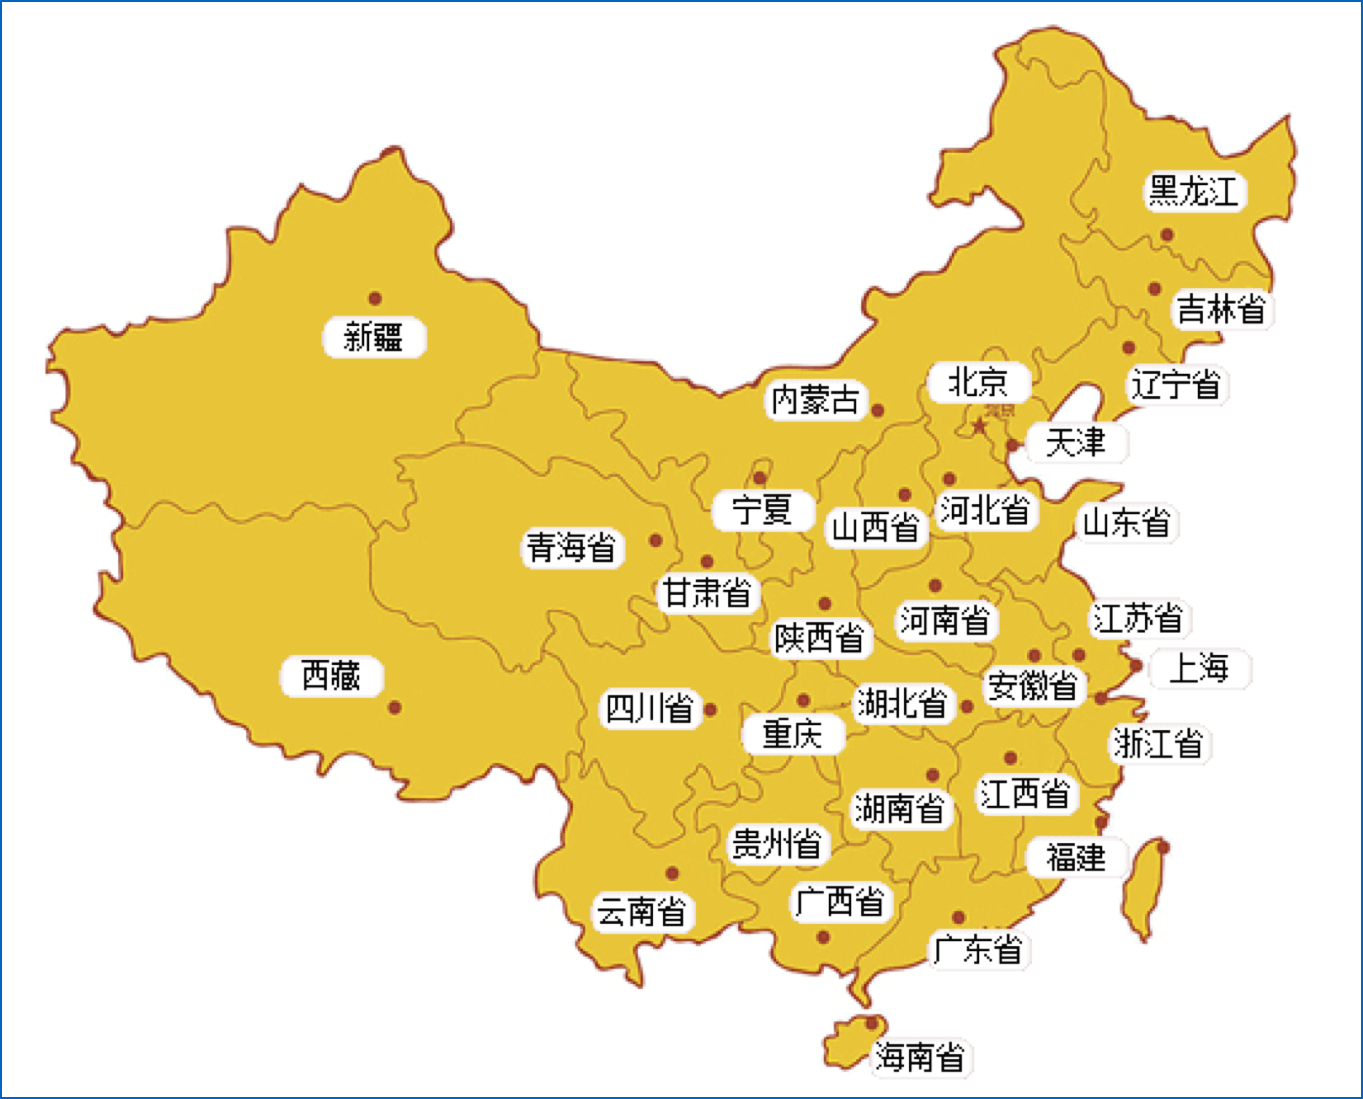 黑龙江
吉林省
新疆
辽宁省
北京
内蒙古
天津
宁夏
河北省
山西省
山东省
青海省
甘肃省
河南省
江苏省
陕西省
上海
西藏
安徽省
湖北省
四川省
重庆
浙江省
江西省
湖南省
贵州省
福建
广西省
云南省
广东省
海南省